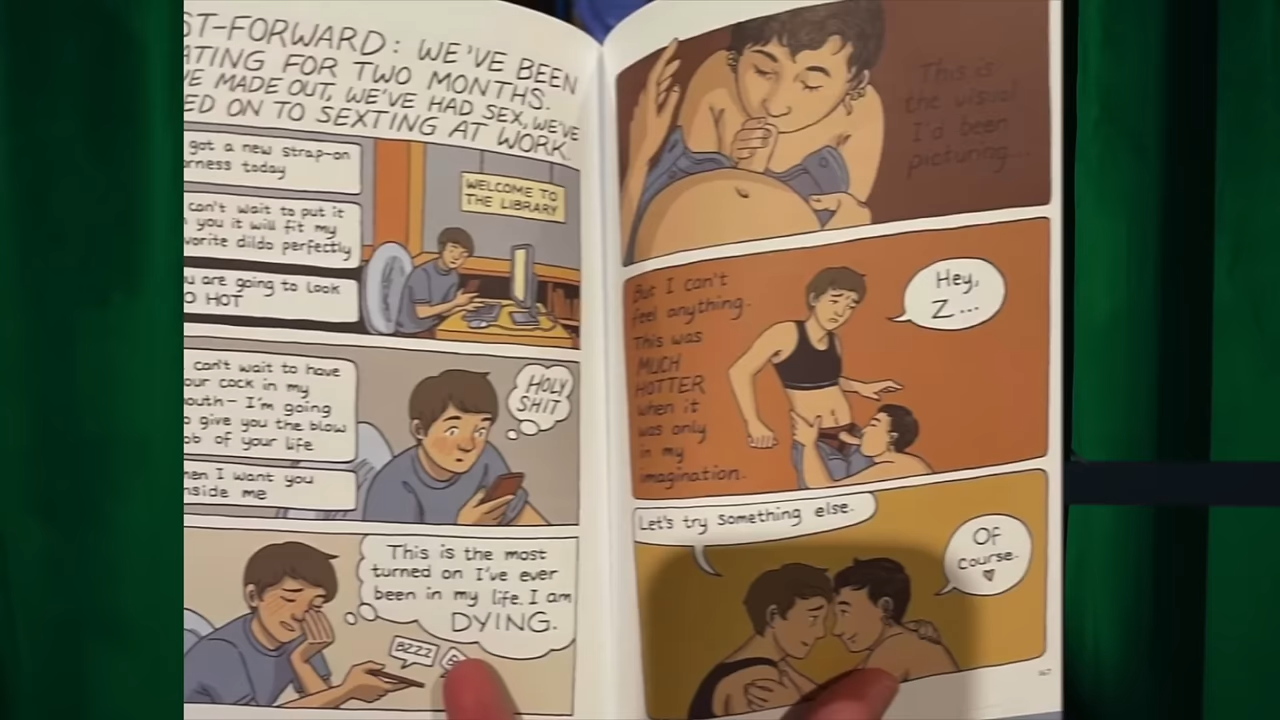 ST-FORWARD: WE'VE BEEN
ATING FOR TWO MONTHS.
VE MADE OUT, WE'VE HAD SEX, WE'VE
ED ON TO SEXTING AT WORK.
got a new strap-on
rness today
can't wait to put it
you it will fit my
vorite dildo perfectly
u are going to look
O HOT
WELCOME TO
THE LIBRARY
can't wait to have
our cock in my
outh- I'm going
o give you the blow
ob of your life
hen I want you
nside me
HOLY
SHIT
This is the most
turned on I've ever
been in my life. I am
DYING.
BZZZ
B
This is
the visual
I'd been
picturing...
But I can't
feel anything.
This was
MUCH
HOTTER
when it
was only
in my
imagination.
Hey,
Z...
Let's try something else.
Of
course.
167